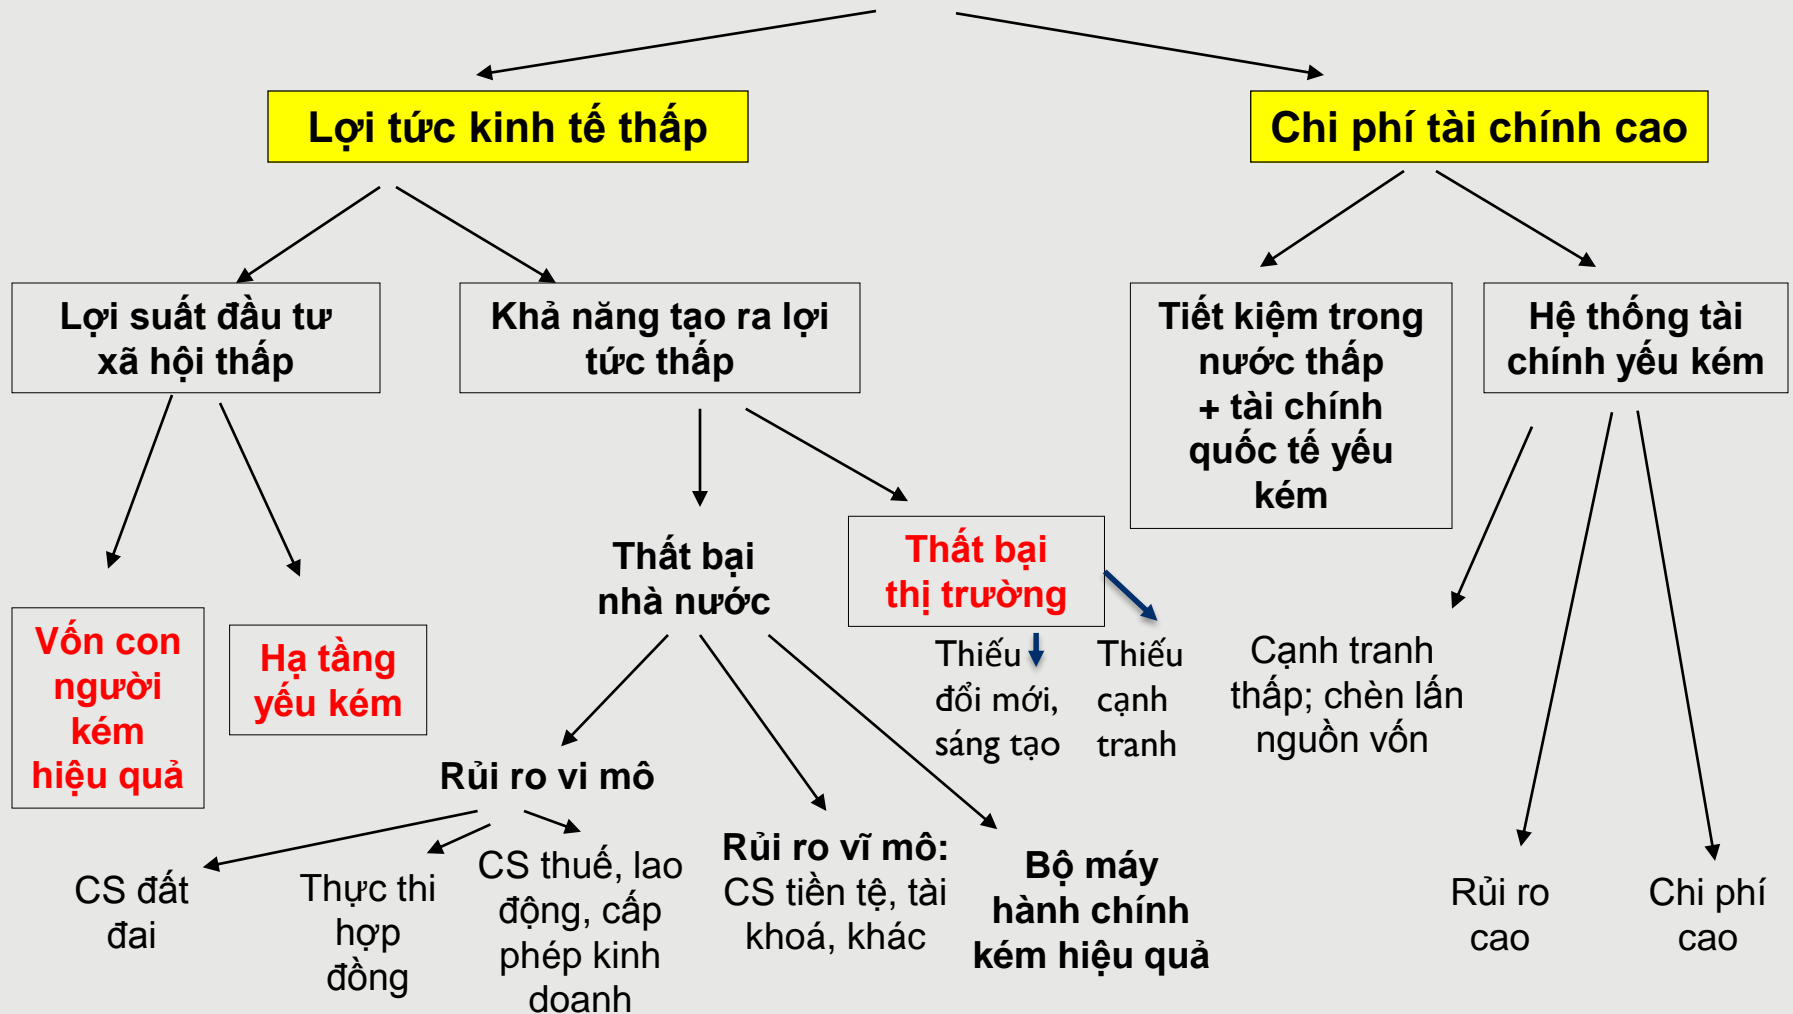 Lợi tức kinh tế thấp
Chi phí tài chính cao
Lợi suất đầu tư
xã hội thấp
Khả năng tạo ra lợi
tức thấp
Tiết kiệm trong
nước thấp
+ tài chính
quốc tế yếu
kém
Hệ thống tài
chính yếu kém
Thất bại
nhà nước
Thất bại
thị trường
Vốn con
người
kém
hiệu quả
Hạ tầng
yếu kém
Thiếu
đổi mới,
sáng tạo
Thiếu
cạnh
tranh
Cạnh tranh
thấp; chèn lấn
nguồn vốn
Rủi ro vi mô
CS đất
đai
Thực thi
hợp
đồng
CS thuế, lao
động, cấp
phép kinh
doanh
Rủi ro vĩ mô:
CS tiền tệ, tài
khoá, khác
Bộ máy
hành chính
kém hiệu quả
Rủi ro
cao
Chi phí
cao